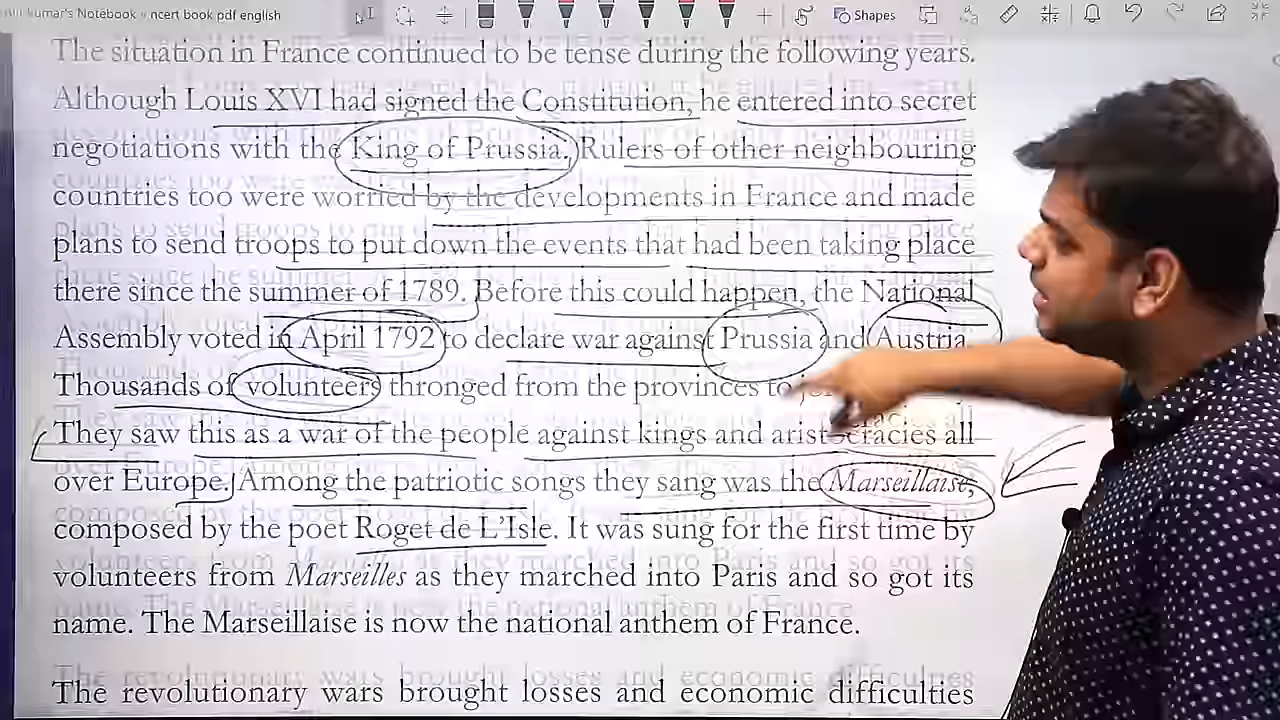 kumar's Notebook » ncert book pdf english
Shapes
The situation in France continued to be tense during the following years.
Although Louis XVI had signed the Constitution, he entered into secret
negotiations with the King of Prussia. Rulers of other neighbouring
countries too were worried by the developments in France and made
plans to send troops to put down the events that had been taking place
there since the summer of 1789. Before this could happen, the National
Assembly voted in April 1792 to declare war against Prussia and Austria.
Thousands of volunteers thronged from the provinces to
They saw this as a war of the people against kings and aristocracies all
over Europe. Among the patriotic songs they sang was the Marseillaise,
composed by the poet Roget de L'Isle. It was sung for the first time by
volunteers from Marseilles as they marched into Paris and so got its
name. The Marseillaise is now the national anthem of France.
The revolutionary wars brought losses and economic difficulties